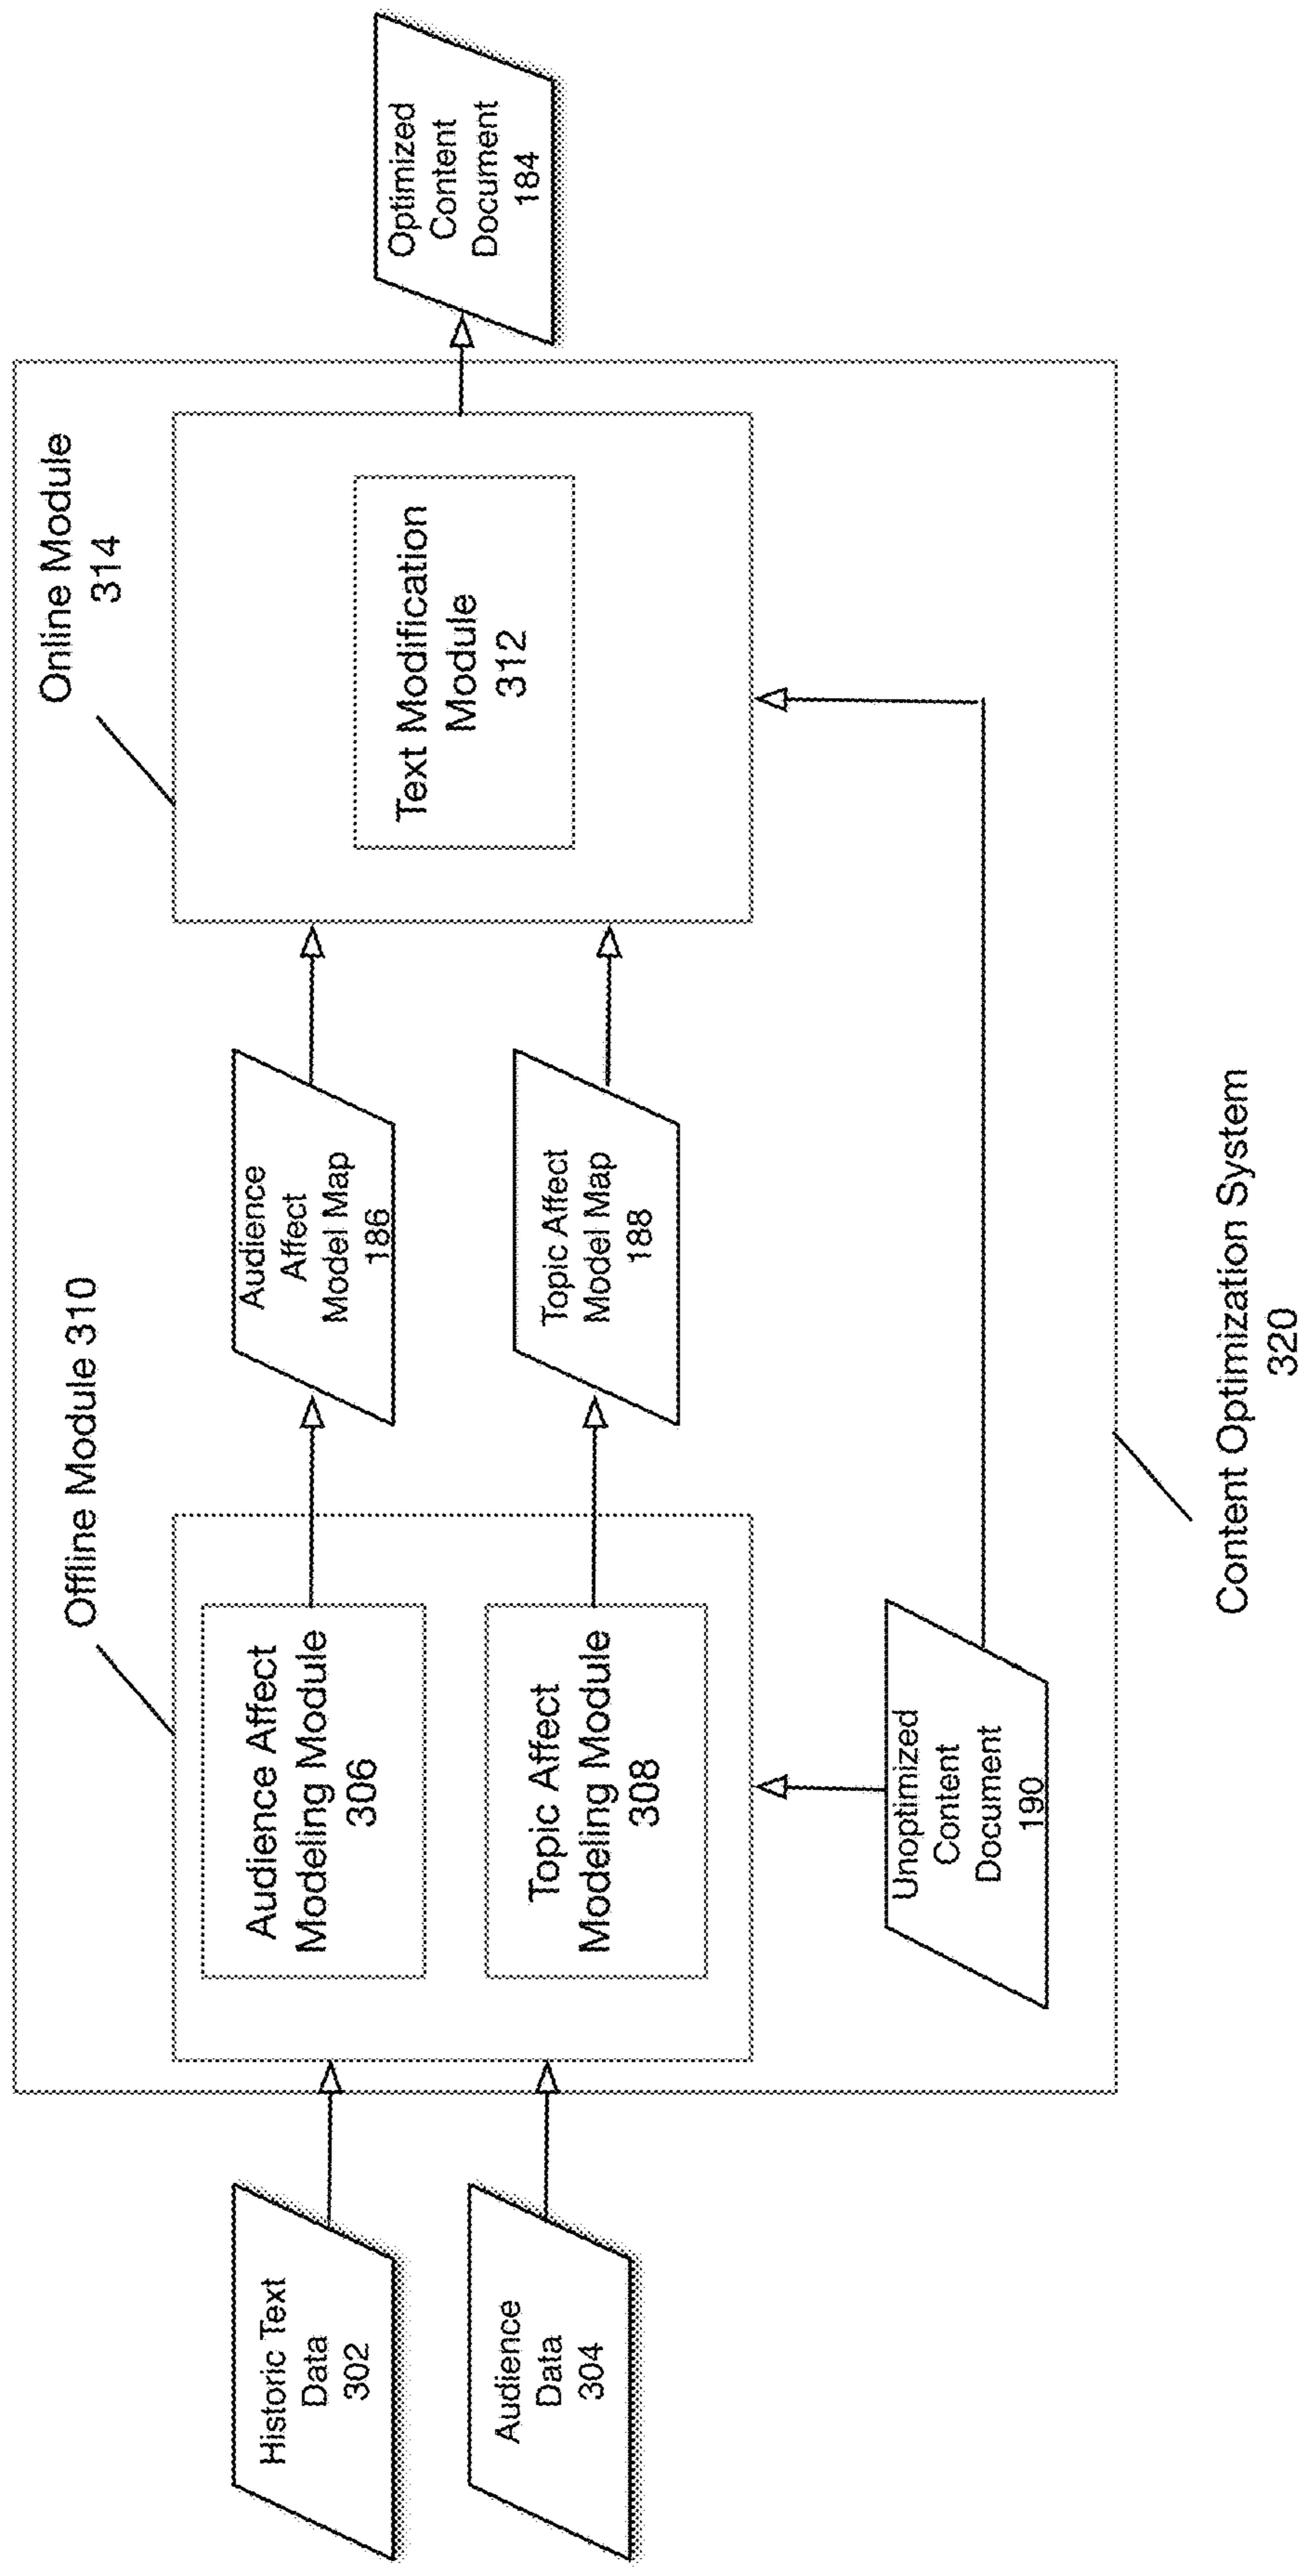 Historic Text
Data
302
Audience
Data
304
Offline Module 310
Audience Affect
Modeling Module
306
Topic Affect
Modeling Module
308
Unoptimized
Content
Document
190
Audience
Affect
Model Map
186
Topic Affect
Model Map
188
Online Module
314
Text Modification
Module
312
Optimized
Content
Document
184
Content Optimization System
320